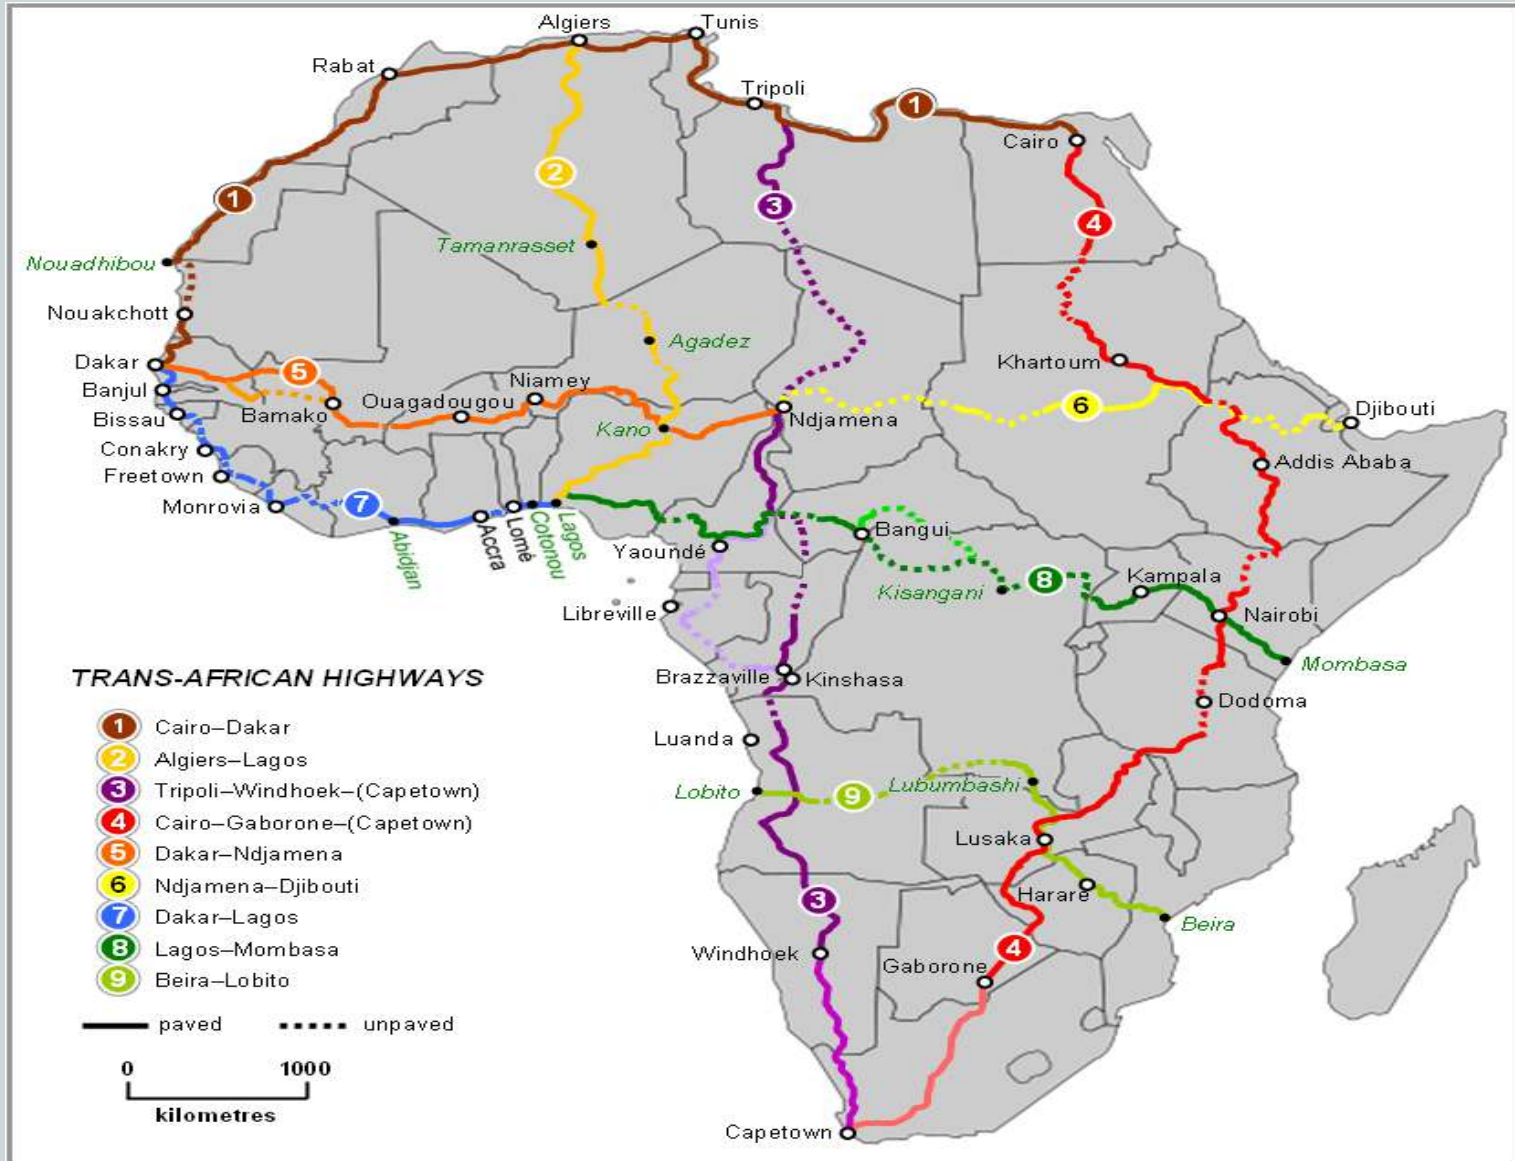 Algiers
Tunis
Rabat
Tripoli
1
Cairo
2
1
3
4
Tamanrasset
Nouadhibou
Nouakchott
Agadez
Dakar
5
Khartoum
Niamey
Banjul
Ouagadougou
6
Djibouti
Bissau
Bamako
Kano
Ndjamena
Conakry
Addis Ababa
Freetown
Monrovia
7
Abidjan
Accra
Lomé
Cotonou
Lagos
Yaoundé
Bangui
8
Kampala
Kisangani
Libreville
Nairobi
Mombasa
Brazzaville
Kinshasa
Dodoma
Luanda
Lobito
9
Lubumbashi
Lusaka
Harare
3
Beira
Windhoek
4
Gaborone
Capetown
TRANS-AFRICAN HIGHWAYS
1 Cairo–Dakar
2 Algiers–Lagos
3 Tripoli–Windhoek–(Capetown)
4 Cairo–Gaborone–(Capetown)
5 Dakar–Ndjamena
6 Ndjamena–Djibouti
7 Dakar–Lagos
8 Lagos–Mombasa
9 Beira–Lobito
paved unpaved
0 1000
kilometres